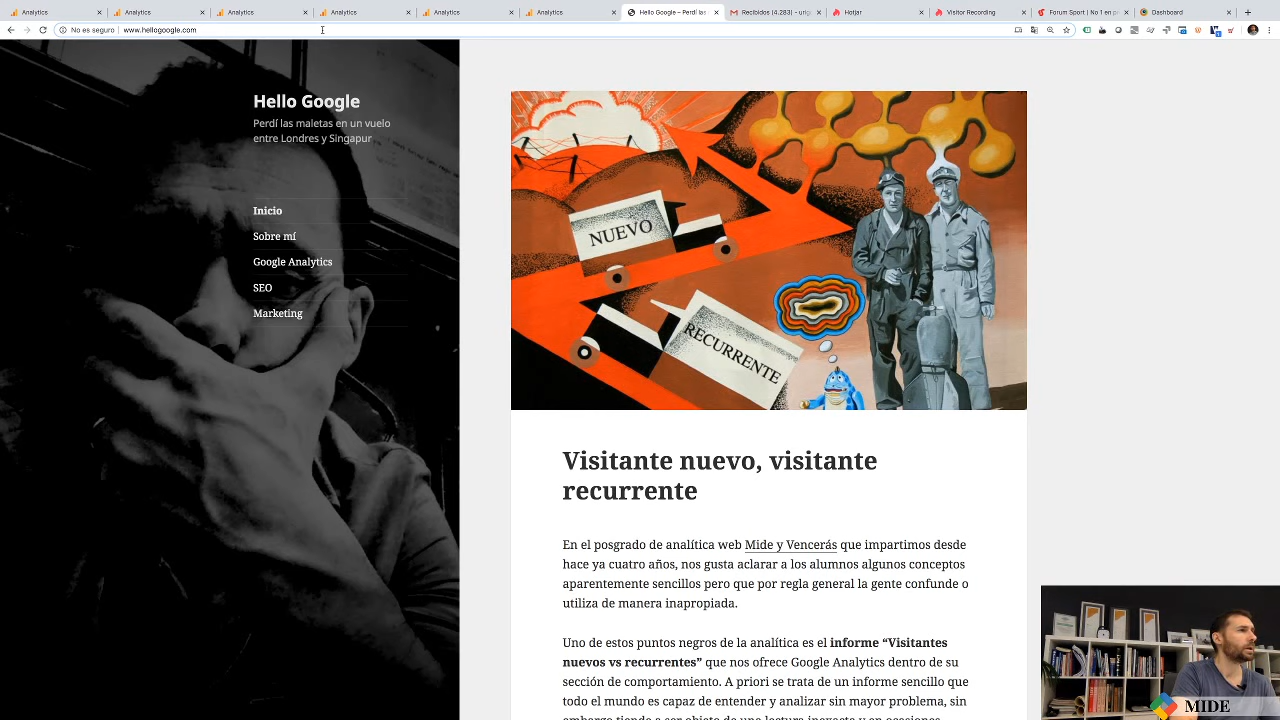 Analytics
Analytics
Analytics
Analytics
Analytics
Hello Google – Perdí las
Recibidos (4.283) - urig
Hotjar
Visitor Recording
Forum Sport | No 1 en p
Dashboard
No es seguro | www.hellogoogle.com
Hello Google
Perdí las maletas en un vuelo
entre Londres y Singapur
Inicio
Sobre mí
Google Analytics
SEO
Marketing
NUEVO
RECURRENTE
Visitante nuevo, visitante
recurrente
En el posgrado de analítica web Mide y Vencerás que impartimos desde
hace ya cuatro años, nos gusta aclarar a los alumnos algunos conceptos
aparentemente sencillos pero que por regla general la gente confunde o
utiliza de manera inapropiada.
Uno de estos puntos negros de la analítica es el informe “Visitantes
nuevos vs recurrentes” que nos ofrece Google Analytics dentro de su
sección de comportamiento. A priori se trata de un informe sencillo que
todo el mundo es capaz de entender y analizar sin mayor problema, sin
MIDE